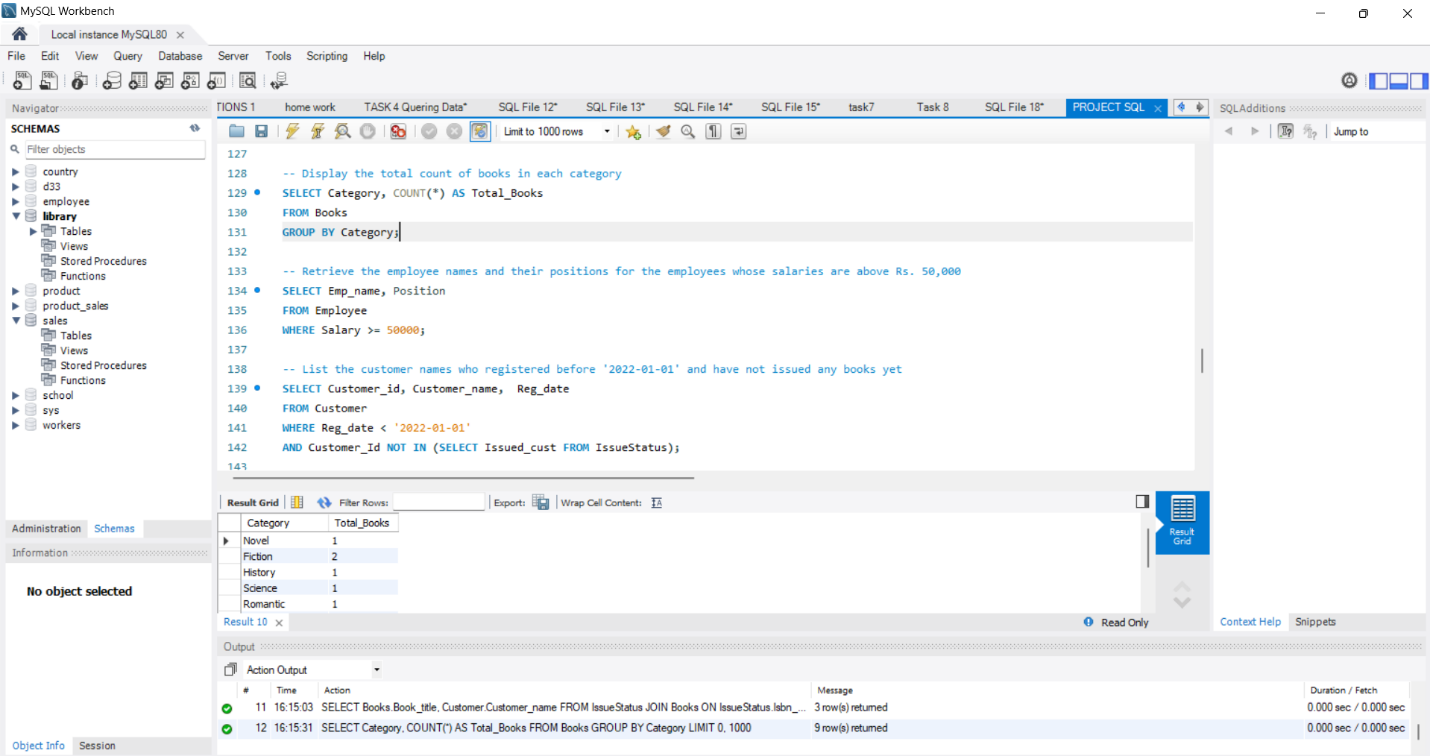 MySQL Workbench
Local instance MySQL80
File Edit View Query Database Server Tools Scripting Help
Navigator
TIONS 1 home work TASK 4 Quering Data* SQL File 12* SQL File 13* SQL File 14* SQL File 15* task7 Task 8 SQL File 18* PROJECT SQL
SQLAdditions
SCHEMAS
Filter objects
country
d33
employee
library
Tables
Views
Stored Procedures
Functions
product
product_sales
sales
Tables
Views
Stored Procedures
Functions
school
sys
workers
Administration Schemas
Information
No object selected
Object Info Session
Limit to 1000 rows
127
128 -- Display the total count of books in each category
129 SELECT Category, COUNT(*) AS Total_Books
130 FROM Books
131 GROUP BY Category;
132
133 -- Retrieve the employee names and their positions for the employees whose salaries are above Rs. 50,000
134 SELECT Emp_name, Position
135 FROM Employee
136 WHERE Salary >= 50000;
137
138 -- List the customer names who registered before '2022-01-01' and have not issued any books yet
139 SELECT Customer_id, Customer_name,  Reg_date
140 FROM Customer
141 WHERE Reg_date < '2022-01-01'
142 AND Customer_Id NOT IN (SELECT Issued_cust FROM IssueStatus);
143
Result Grid Filter Rows: Export: Wrap Cell Content:
Category Total_Books
Novel 1
Fiction 2
History 1
Science 1
Romantic 1
Result Grid
Result 10
Read Only
Jump to
Context Help Snippets
Output
Action Output
# Time Action Message Duration / Fetch
11 16:15:03 SELECT Books.Book_title, Customer.Customer_name FROM IssueStatus JOIN Books ON IssueStatus.Isbn_... 3 row(s) returned 0.000 sec / 0.000 sec
12 16:15:31 SELECT Category, COUNT(*) AS Total_Books FROM Books GROUP BY Category LIMIT 0, 1000 9 row(s) returned 0.000 sec / 0.000 sec